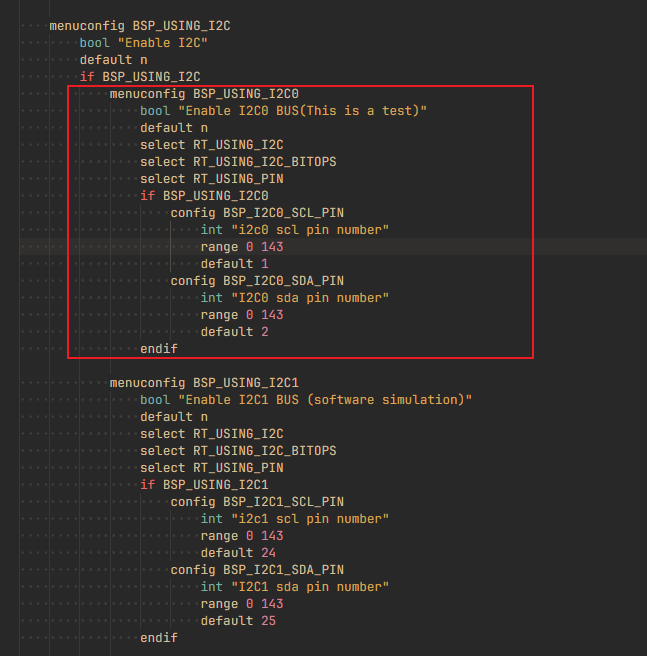 menuconfig BSP_USING_I2C
bool "Enable I2C"
default n
if BSP_USING_I2C
menuconfig BSP_USING_I2C0
bool "Enable I2C0 BUS(This is a test)"
default n
select RT_USING_I2C
select RT_USING_I2C_BITOPS
select RT_USING_PIN
if BSP_USING_I2C0
config BSP_I2C0_SCL_PIN
int "i2c0 scl pin number"
range 0 143
default 1
config BSP_I2C0_SDA_PIN
int "I2C0 sda pin number"
range 0 143
default 2
endif
menuconfig BSP_USING_I2C1
bool "Enable I2C1 BUS (software simulation)"
default n
select RT_USING_I2C
select RT_USING_I2C_BITOPS
select RT_USING_PIN
if BSP_USING_I2C1
config BSP_I2C1_SCL_PIN
int "i2c1 scl pin number"
range 0 143
default 24
config BSP_I2C1_SDA_PIN
int "I2C1 sda pin number"
range 0 143
default 25
endif